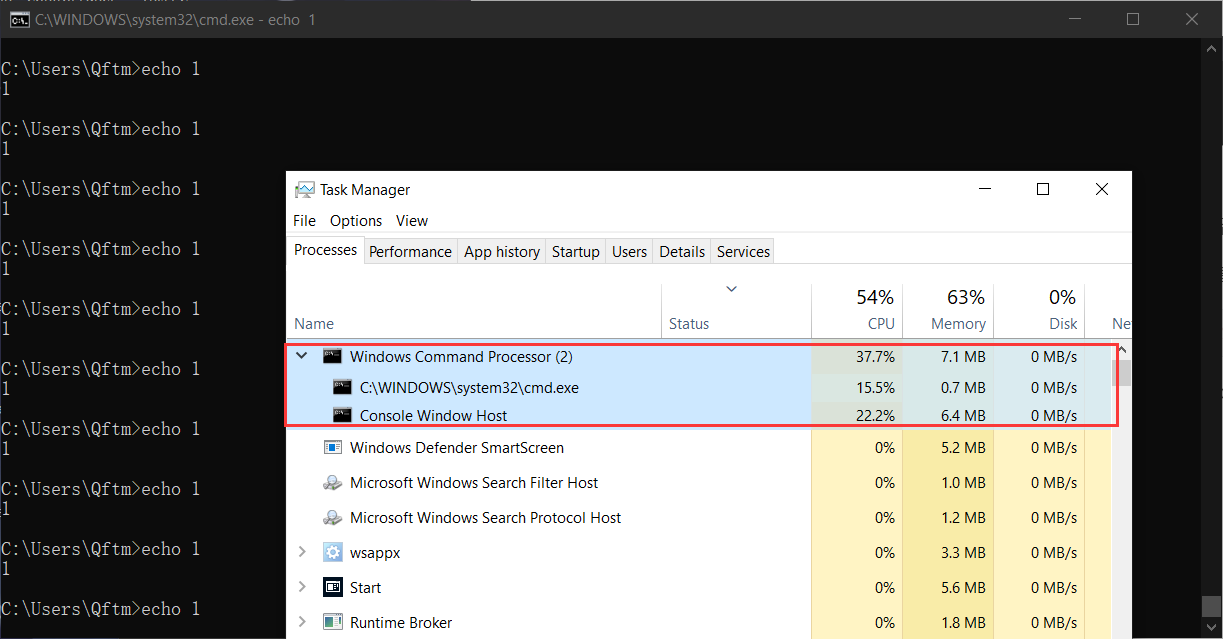 C:\WINDOWS\system32\cmd.exe - echo  1
C:\Users\Qftm>echo 1
1
C:\Users\Qftm>echo 1
1
C:\Users\Qftm>echo 1
1
C:\Users\Qftm>echo 1
1
C:\Users\Qftm>echo 1
1
C:\Users\Qftm>echo 1
1
C:\Users\Qftm>echo 1
1
C:\Users\Qftm>echo 1
1
C:\Users\Qftm>echo 1
1
C:\Users\Qftm>echo 1
Task Manager
File Options View
Processes Performance App history Startup Users Details Services
54% 63% 0%
Name Status CPU Memory Disk Ne
Windows Command Processor (2) 37.7% 7.1 MB 0 MB/s
C:\WINDOWS\system32\cmd.exe 15.5% 0.7 MB 0 MB/s
Console Window Host 22.2% 6.4 MB 0 MB/s
Windows Defender SmartScreen 0% 5.2 MB 0 MB/s
Microsoft Windows Search Filter Host 0% 1.0 MB 0 MB/s
Microsoft Windows Search Protocol Host 0% 1.2 MB 0 MB/s
wsappx 0% 3.3 MB 0 MB/s
Start 0% 5.6 MB 0 MB/s
Runtime Broker 0% 1.8 MB 0 MB/s